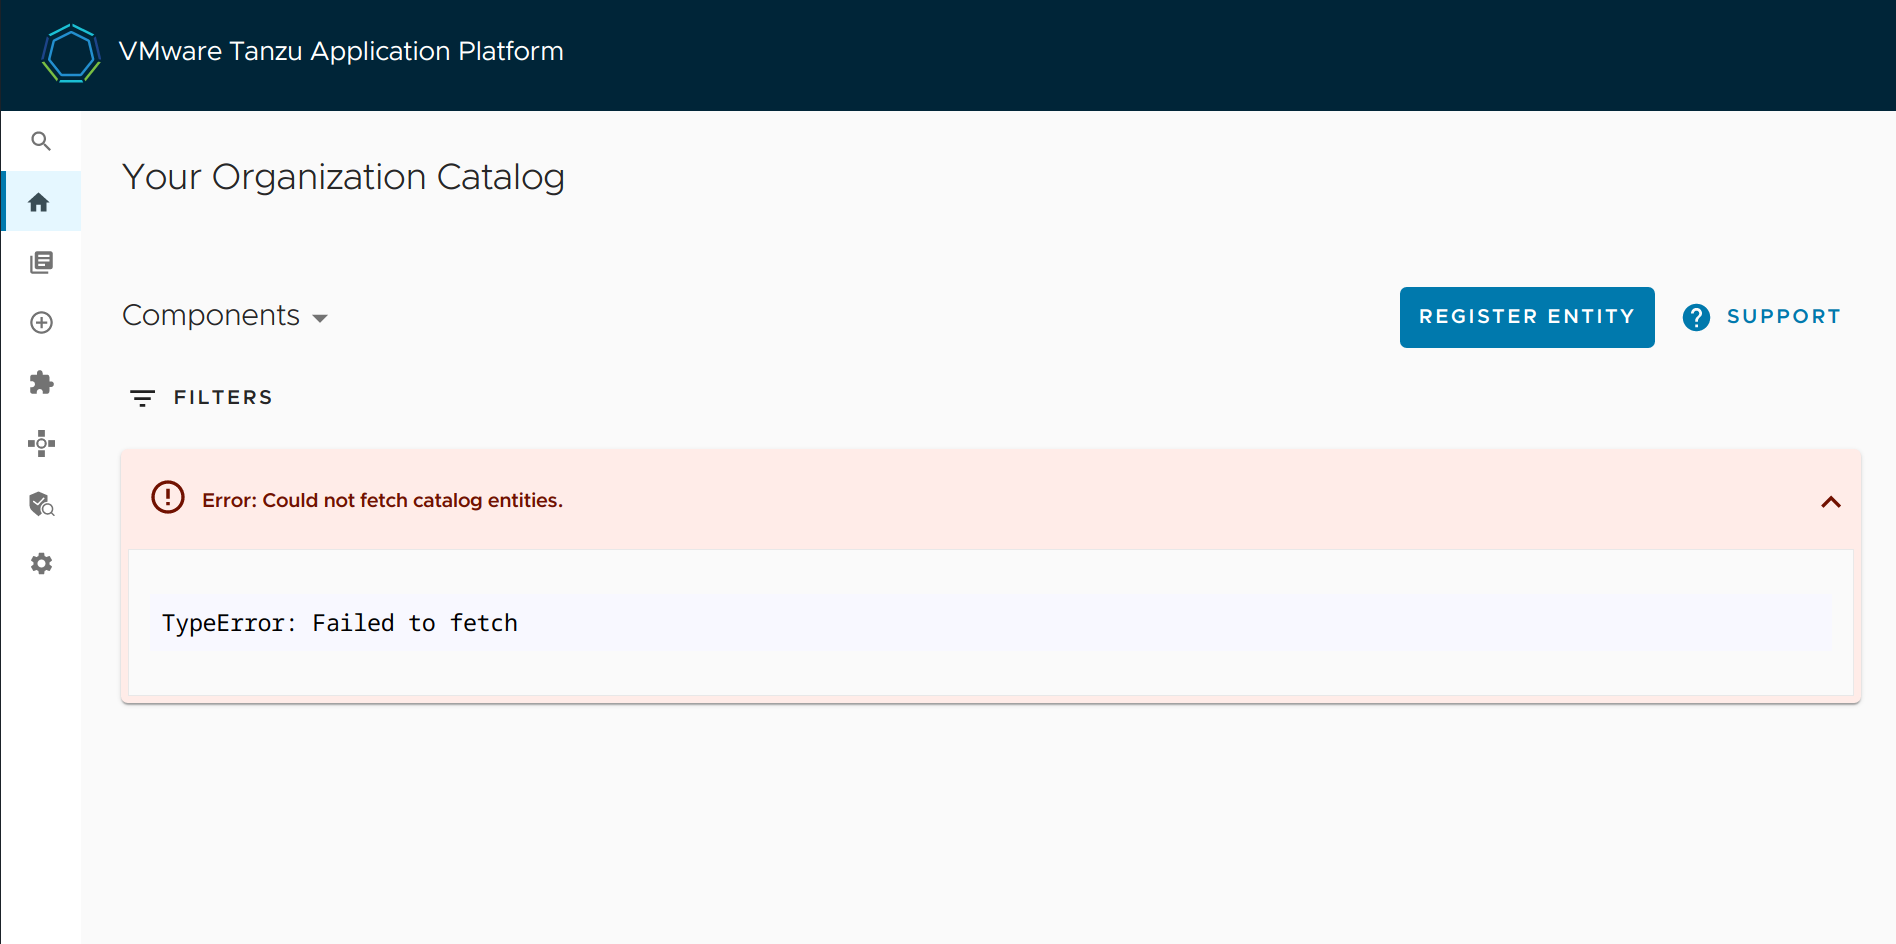 VMware Tanzu Application Platform
Your Organization Catalog
Components
REGISTER ENTITY
SUPPORT
FILTERS
Error: Could not fetch catalog entities.
TypeError: Failed to fetch